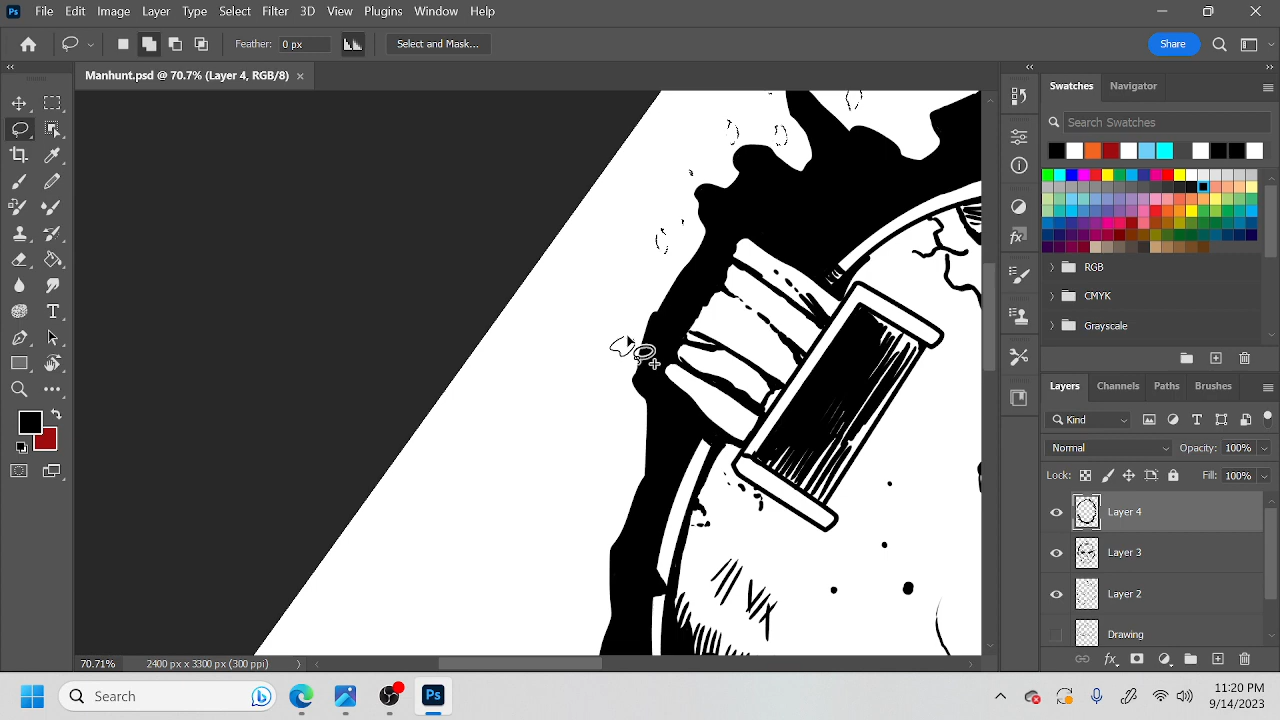 File Edit Image Layer Type Select Filter 3D View Plugins Window Help
Feather: 0 px Select and Mask... Share
Manhunt.psd @ 70.7% (Layer 4, RGB/8)
Swatches Navigator
Search Swatches
RGB
CMYK
Grayscale
Layers Channels Paths Brushes
Kind
Normal Opacity: 100%
Lock: Fill: 100%
Layer 4
Layer 3
Layer 2
Drawing
70.71% 2400 px x 3300 px (300 ppi)
Search Ps 11:20 PM
9/14/2023